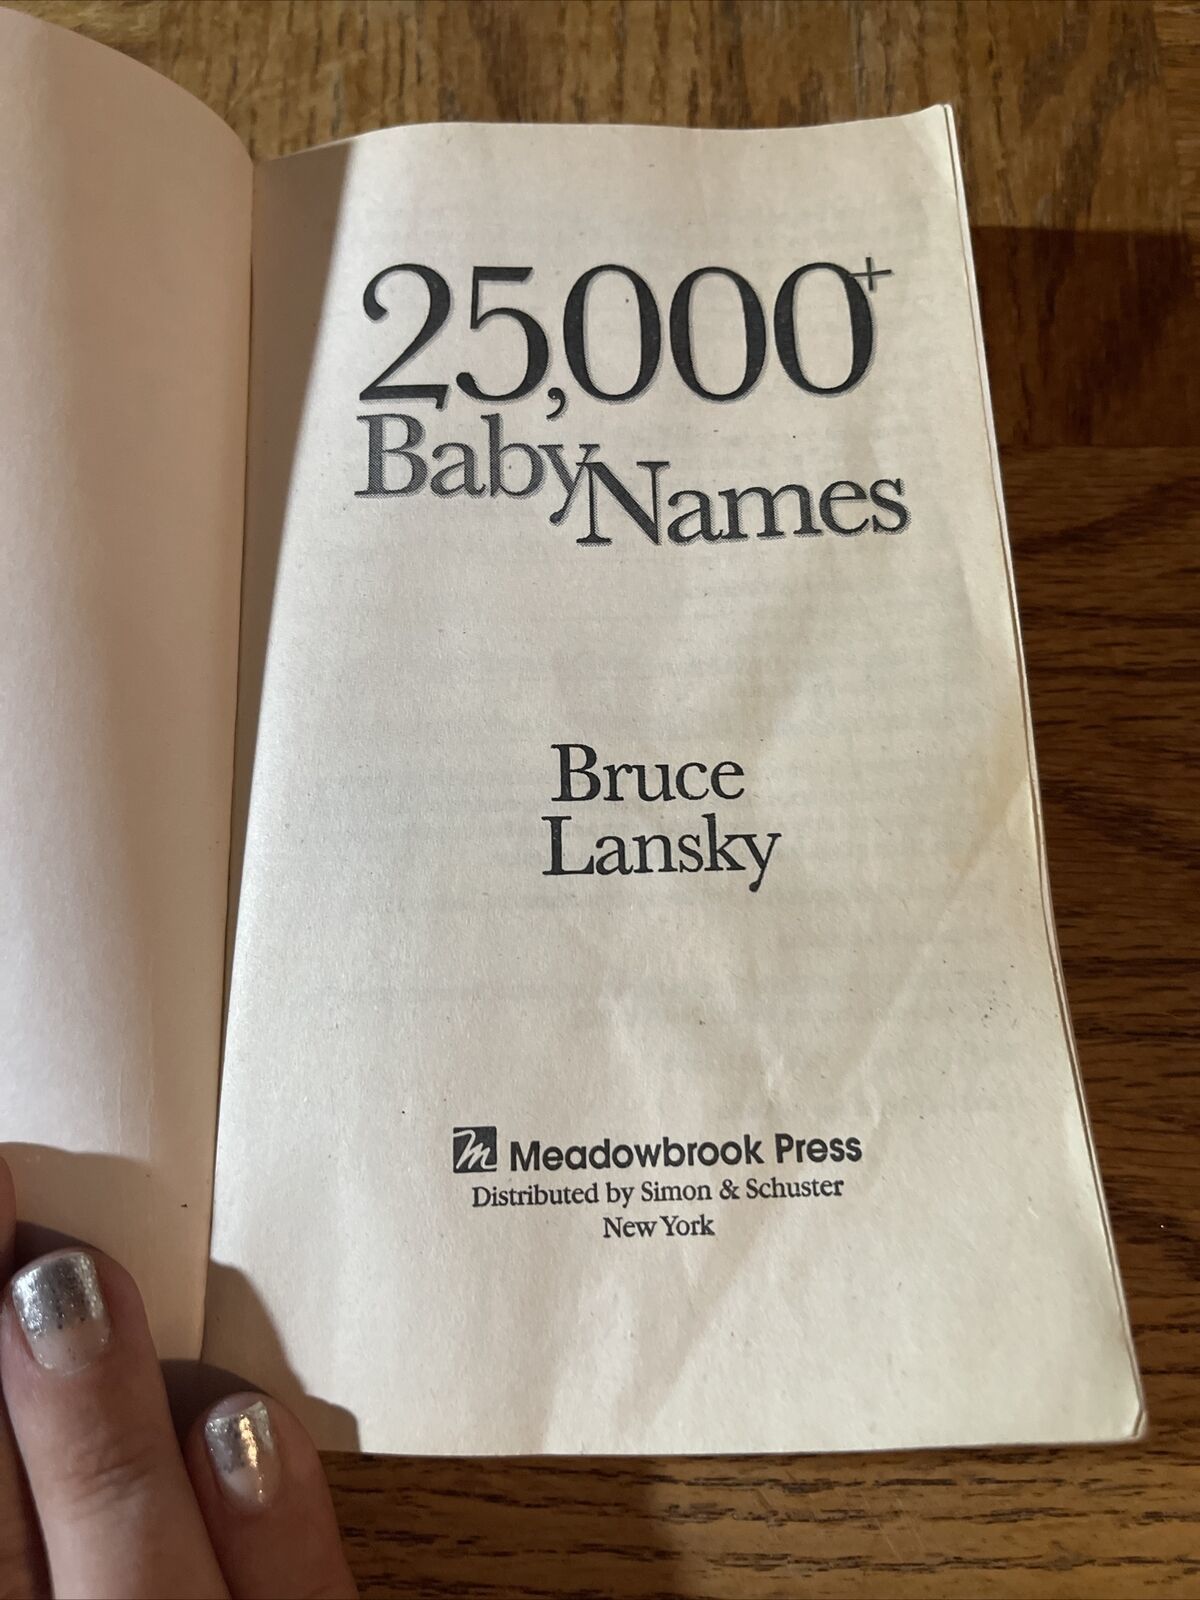 25,000+
Baby Names
Bruce
Lansky
Meadowbrook Press
Distributed by Simon & Schuster
New York